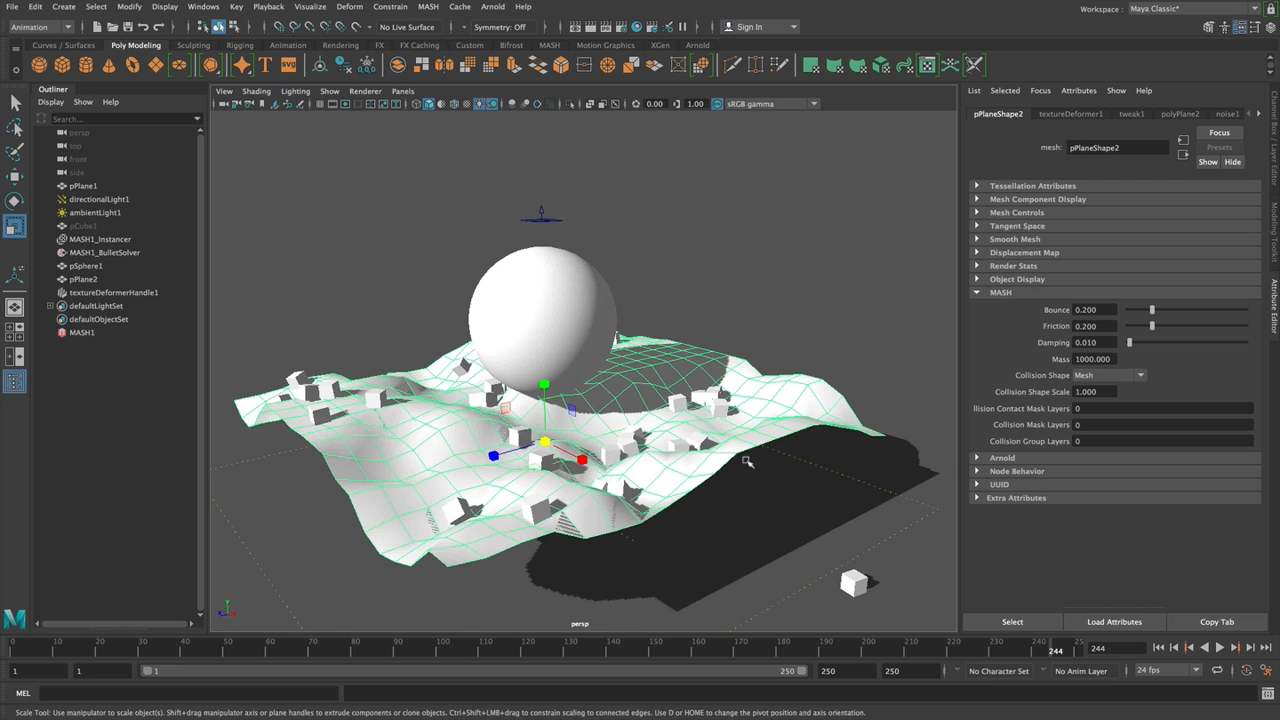 File Edit Create Select Modify Display Windows Key Playback Visualize Deform Constrain MASH Cache Arnold Help
Workspace : Maya Classic*
Animation
No Live Surface
Symmetry: Off
Sign In
Curves / Surfaces Poly Modeling Sculpting Rigging Animation Rendering FX FX Caching Custom Bifrost MASH Motion Graphics XGen Arnold
T
SVG
Outliner
Display Show Help
Search...
persp
top
front
side
pPlane1
directionalLight1
ambientLight1
pCube1
MASH1_Instancer
MASH1_BulletSolver
pSphere1
pPlane2
textureDeformerHandle1
defaultLightSet
defaultObjectSet
MASH1
View Shading Lighting Show Renderer Panels
0.00
1.00
sRGB gamma
persp
List Selected Focus Attributes Show Help
pPlaneShape2 textureDeformer1 tweak1 polyPlane2 noise1
mesh: pPlaneShape2
Focus
Presets
Show Hide
Tessellation Attributes
Mesh Component Display
Mesh Controls
Tangent Space
Smooth Mesh
Displacement Map
Render Stats
Object Display
MASH
Bounce 0.200
Friction 0.200
Damping 0.010
Mass 1000.000
Collision Shape Mesh
Collision Shape Scale 1.000
llision Contact Mask Layers 0
Collision Mask Layers 0
Collision Group Layers 0
Arnold
Node Behavior
UUID
Extra Attributes
Select Load Attributes Copy Tab
Channel Box / Layer Editor
Modeling Toolkit
Attribute Editor
0 10 20 30 40 50 60 70 80 90 100 110 120 130 140 150 160 170 180 190 200 210 220 230 240 25
244
244
1 1 1 250 250 250
No Character Set
No Anim Layer
24 fps
MEL
Scale Tool: Use manipulator to scale object(s). Shift+drag manipulator axis or plane handles to extrude components or clone objects. Ctrl+Shift+LMB+drag to constrain scaling to connected edges. Use D or HOME to change the pivot position and axis orientation.